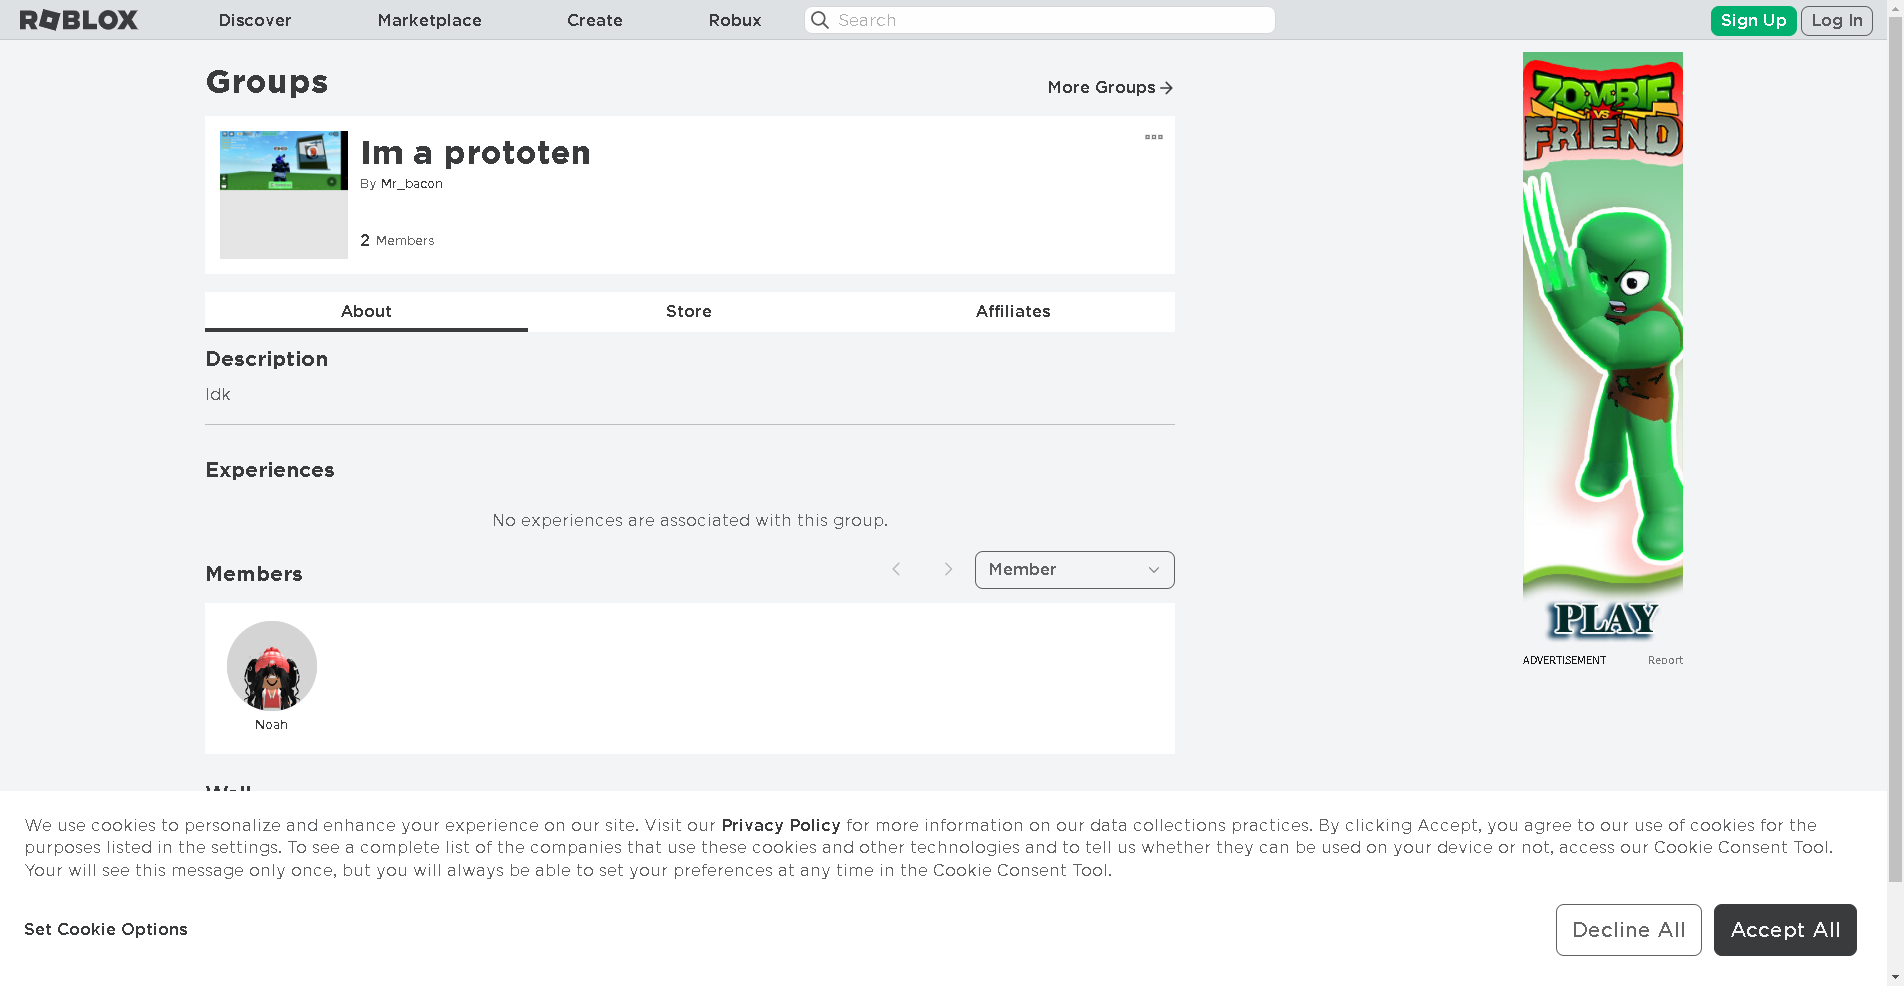 ROBLOX
Discover
Marketplace
Create
Robux
Search
Sign Up
Log In
Groups
More Groups
Im a prototen
By Mr_bacon
2 Members
About
Store
Affiliates
Description
Idk
Experiences
No experiences are associated with this group.
Members
Member
Noah
Wall
ZOMBIE
VS
FRIEND
PLAY
ADVERTISEMENT
Report
We use cookies to personalize and enhance your experience on our site. Visit our Privacy Policy for more information on our data collections practices. By clicking Accept, you agree to our use of cookies for the
purposes listed in the settings. To see a complete list of the companies that use these cookies and other technologies and to tell us whether they can be used on your device or not, access our Cookie Consent Tool.
Your will see this message only once, but you will always be able to set your preferences at any time in the Cookie Consent Tool.
Set Cookie Options
Decline All
Accept All